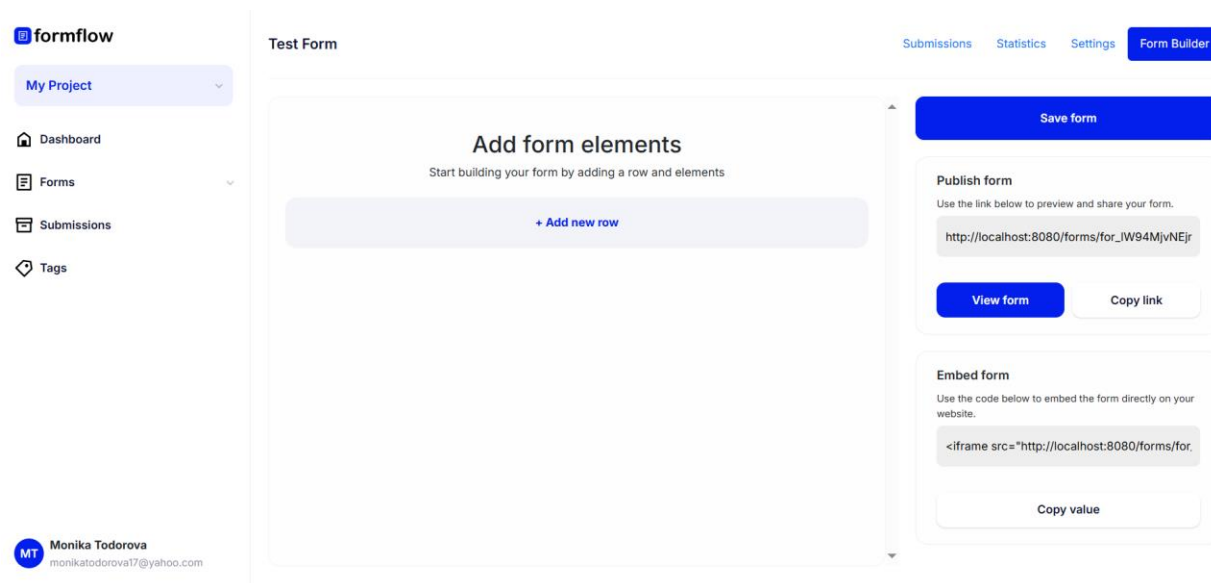 formflow
My Project
Dashboard
Forms
Submissions
Tags
MT
Monika Todorova
monikatodorova17@yahoo.com
Test Form
Submissions
Statistics
Settings
Form Builder
Add form elements
Start building your form by adding a row and elements
+ Add new row
Save form
Publish form
Use the link below to preview and share your form.
http://localhost:8080/forms/for_lW94MjvNEjr
View form
Copy link
Embed form
Use the code below to embed the form directly on your
website.
<iframe src="http://localhost:8080/forms/for_
Copy value